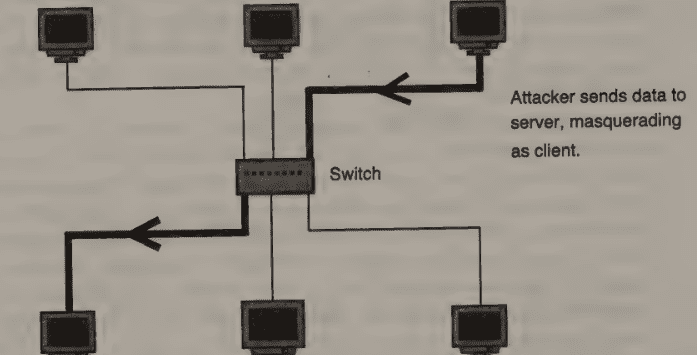 Attacker sends data to
server, masquerading
as client.
Switch